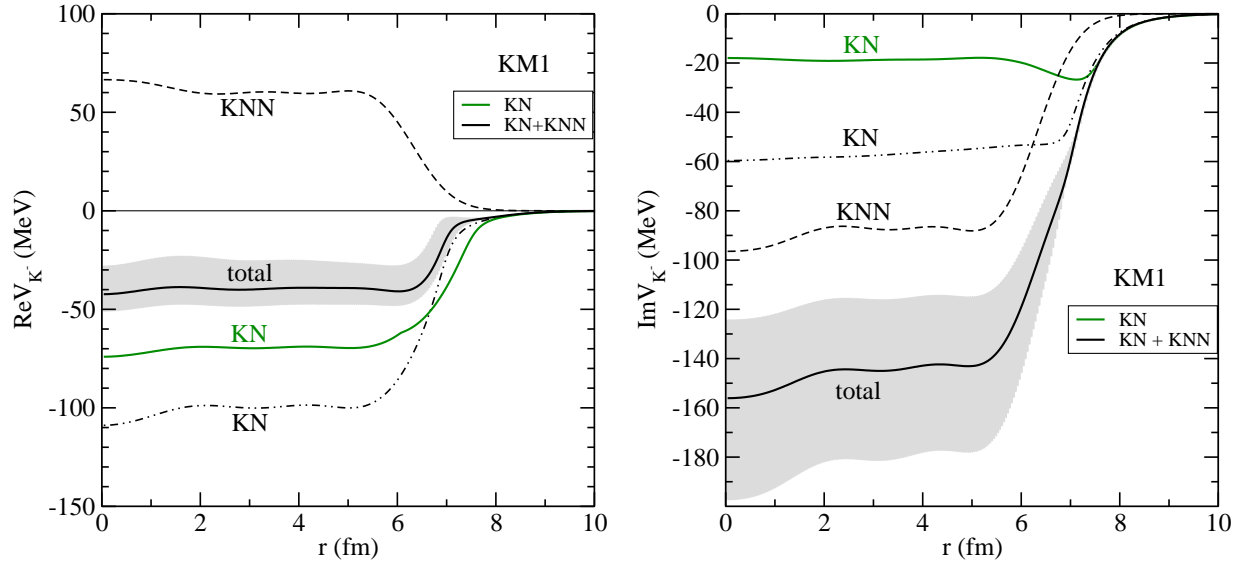 100
50
0
-50
-100
-150
0
2
4
6
8
10
r (fm)
ReV_K- (MeV)
KM1
KN
KN+KNN
KNN
total
KN
KN
0
-20
-40
-60
-80
-100
-120
-140
-160
-180
0
2
4
6
8
10
r (fm)
ImV_K- (MeV)
KN
KN
KNN
KM1
KN
KN + KNN
total